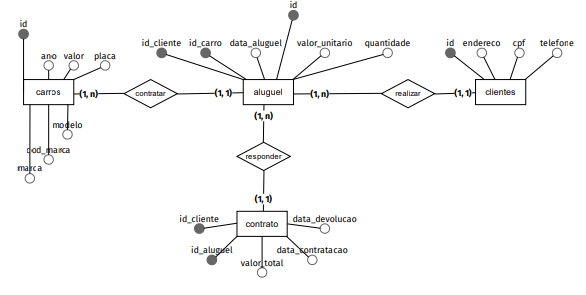 id
id
id_cliente
id_carro
data_aluguel
valor_unitario
quantidade
id
endereco
cpf
telefone
ano
valor
placa
carros
(1, n)
contratar
(1, 1)
aluguel
(1, n)
realizar
(1, 1)
clientes
modelo
cod_marca
marca
(1, n)
responder
(1, 1)
id_cliente
contrato
data_devolucao
id_aluguel
valor_total
data_contratacao